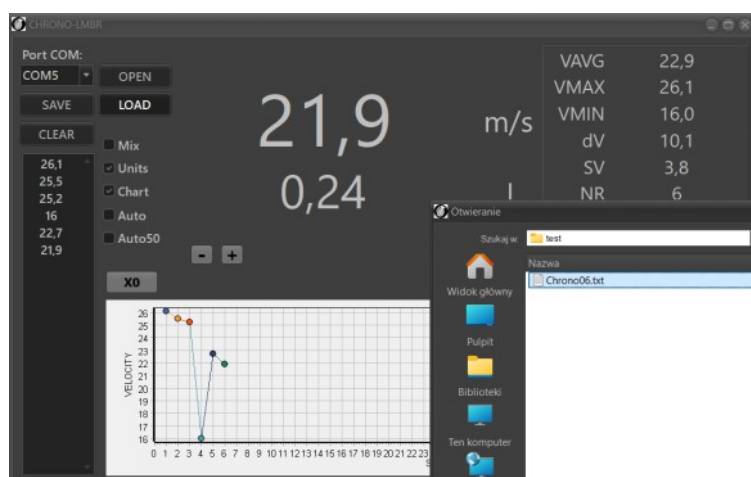 CHRONO-LMBR
Port COM:
COM5
OPEN
SAVE
LOAD
CLEAR
26,1
25,5
25,2
16
22,7
21,9
Mix
Units
Chart
Auto
Auto50
- +
X0
21,9 m/s
0,24 J
VAVG 22,9
VMAX 26,1
VMIN 16,0
dV 10,1
SV 3,8
NR 6
VELOCITY
26
25
24
23
22
21
20
19
18
17
16
0 1 2 3 4 5 6 7 8 9 10 11 12 13 14 15 16 17 18 19 20 21 22 23
S
Otwieranie
Szukaj w:
test
Nazwa
Chrono06.txt
Widok główny
Pulpit
Biblioteki
Ten komputer